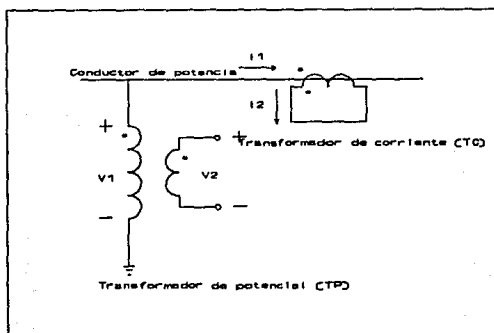 I1
Conductor de potencia
I2
+
+
Transformador de corriente (TC)
V1
V2
−
−
Transformador de potencial (TP)